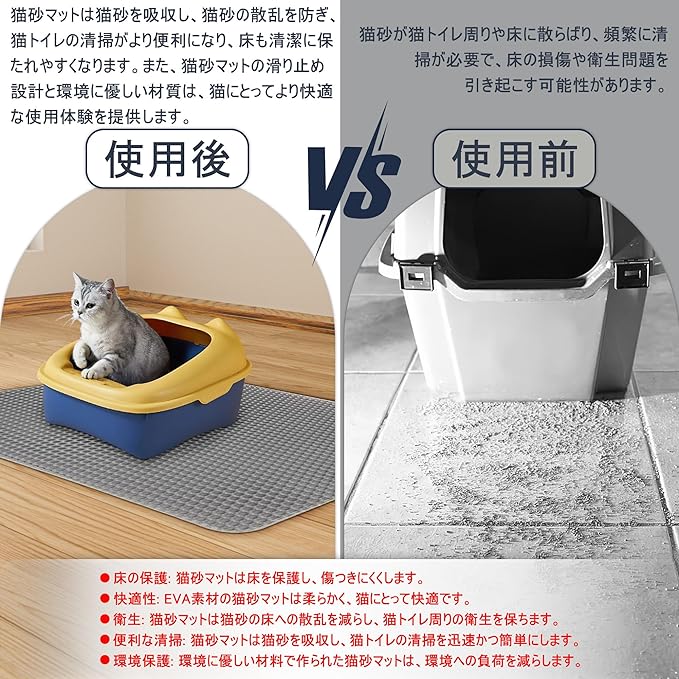 猫砂マットは猫砂を吸収し、猫砂の散乱を防ぎ、
猫トイレの清掃がより便利になり、床も清潔に保
たれやすくなります。また、猫砂マットの滑り止め
設計と環境に優しい材質は、猫にとってより快適
な使用体験を提供します。
使用後
VS
猫砂が猫トイレ周りや床に散らばり、頻繁に清
掃が必要で、床の損傷や衛生問題を
引き起こす可能性があります。
使用前
● 床の保護: 猫砂マットは床を保護し、傷つきにくくします。
● 快適性: EVA素材の猫砂マットは柔らかく、猫にとって快適です。
● 衛生: 猫砂マットは猫砂の床への散乱を減らし、猫トイレ周りの衛生を保ちます。
● 便利な清掃: 猫砂マットは猫砂を吸収し、猫トイレの清掃を迅速かつ簡単にします。
● 環境保護: 環境に優しい材料で作られた猫砂マットは、環境への負荷を減らします。